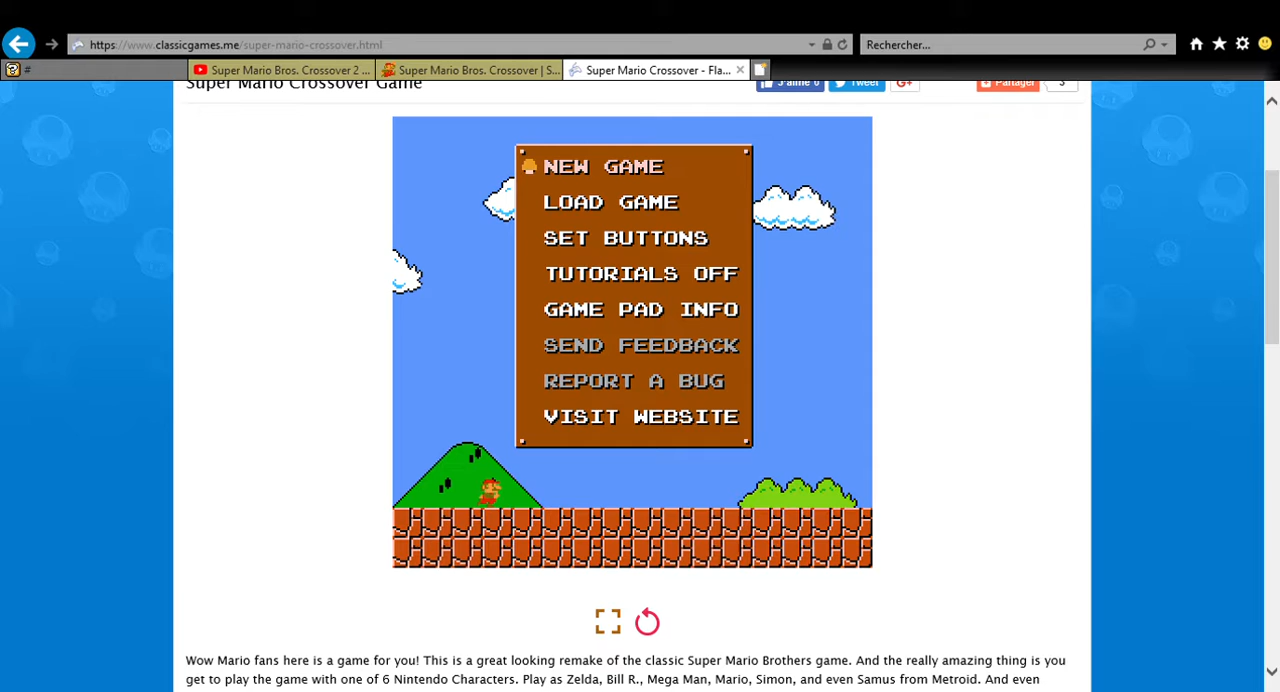 https://www.classicgames.me/super-mario-crossover.html
Rechercher...
#
Super Mario Bros. Crossover 2 ...
Super Mario Bros. Crossover | S...
Super Mario Crossover - Fla...
Super Mario Crossover Game
J'aime 0
Tweet
G+
Partager
3
NEW GAME
LOAD GAME
SET BUTTONS
TUTORIALS OFF
GAME PAD INFO
SEND FEEDBACK
REPORT A BUG
VISIT WEBSITE
Wow Mario fans here is a game for you! This is a great looking remake of the classic Super Mario Brothers game. And the really amazing thing is you
get to play the game with one of 6 Nintendo Characters. Play as Zelda, Bill R., Mega Man, Mario, Simon, and even Samus from Metroid. And even